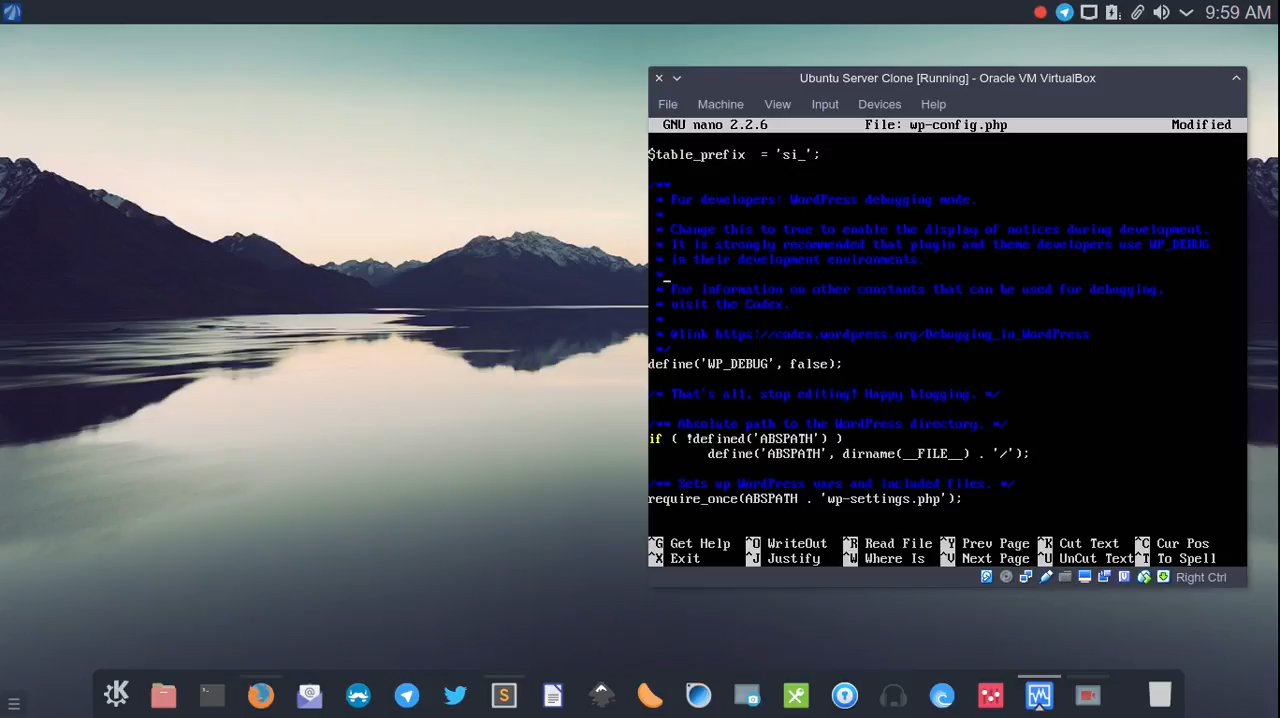 9:59 AM
Ubuntu Server Clone [Running] - Oracle VM VirtualBox
File Machine View Input Devices Help
GNU nano 2.2.6 File: wp-config.php Modified
$table_prefix = 'si_';
/**
* For developers: WordPress debugging mode.
*
* Change this to true to enable the display of notices during development.
* It is strongly recommended that plugin and theme developers use WP_DEBUG
* in their development environments.
*
* For information on other constants that can be used for debugging,
* visit the Codex.
*
* @link https://codex.wordpress.org/Debugging_in_WordPress
*/
define('WP_DEBUG', false);
/* That's all, stop editing! Happy blogging. */
/** Absolute path to the WordPress directory. */
if ( !defined('ABSPATH') )
define('ABSPATH', dirname(__FILE__) . '/');
/** Sets up WordPress vars and included files. */
require_once(ABSPATH . 'wp-settings.php');
^G Get Help ^O WriteOut ^R Read File ^Y Prev Page ^K Cut Text ^C Cur Pos
^X Exit ^J Justify ^W Where Is ^V Next Page ^U UnCut Text ^T To Spell
Right Ctrl